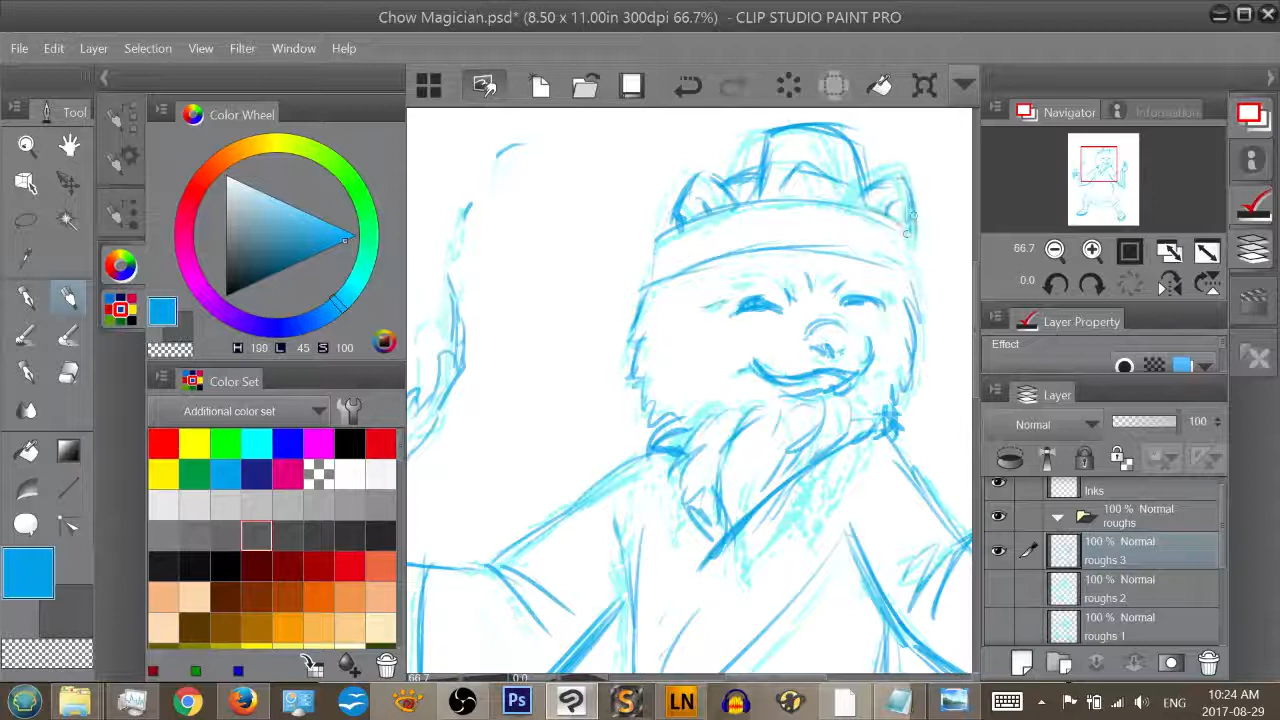 Chow Magician.psd* (8.50 x 11.00in 300dpi 66.7%)  - CLIP STUDIO PAINT PRO
File Edit Layer Selection View Filter Window Help
Tool
Color Wheel
Navigator
Information
66.7
0.0
H 190 L 45 S 100
Layer Property
Effect
Color Set
Layer
Additional color set
Normal
100
Inks
100 % Normal
roughs
100 % Normal
roughs 3
100 % Normal
roughs 2
100 % Normal
roughs 1
66.7 0.0
Ps
LN
ENG
10:24 AM
2017-08-29